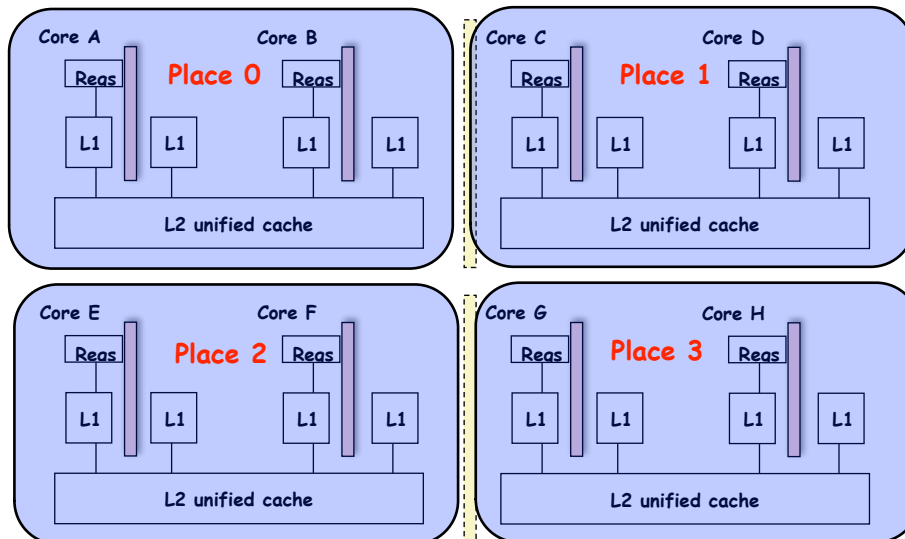 Core A Core B Core C Core D
Regs Place 0 Regs Regs Place 1 Regs
L1 L1 L1 L1 L1 L1 L1 L1
L2 unified cache L2 unified cache
Core E Core F Core G Core H
Regs Place 2 Regs Regs Place 3 Regs
L1 L1 L1 L1 L1 L1 L1 L1
L2 unified cache L2 unified cache